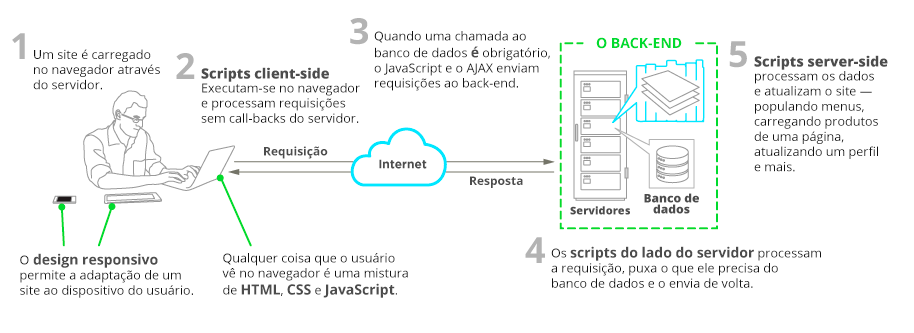 1
Um site é carregado
no navegador através
do servidor.
2
Scripts client-side
Executam-se no navegador
e processam requisições
sem call-backs do servidor.
3
Quando uma chamada ao
banco de dados é obrigatório,
o JavaScript e o AJAX enviam
requisições ao back-end.
O BACK-END
5
Scripts server-side
processam os dados
e atualizam o site —
populando menus,
carregando produtos
de uma página,
atualizando um perfil
e mais.
Requisição
Internet
Resposta
Servidores
Banco de
dados
O design responsivo
permite a adaptação de um
site ao dispositivo do usuário.
Qualquer coisa que o usuário
vê no navegador é uma mistura
de HTML, CSS e JavaScript.
4
Os scripts do lado do servidor processam
a requisição, puxa o que ele precisa do
banco de dados e o envia de volta.